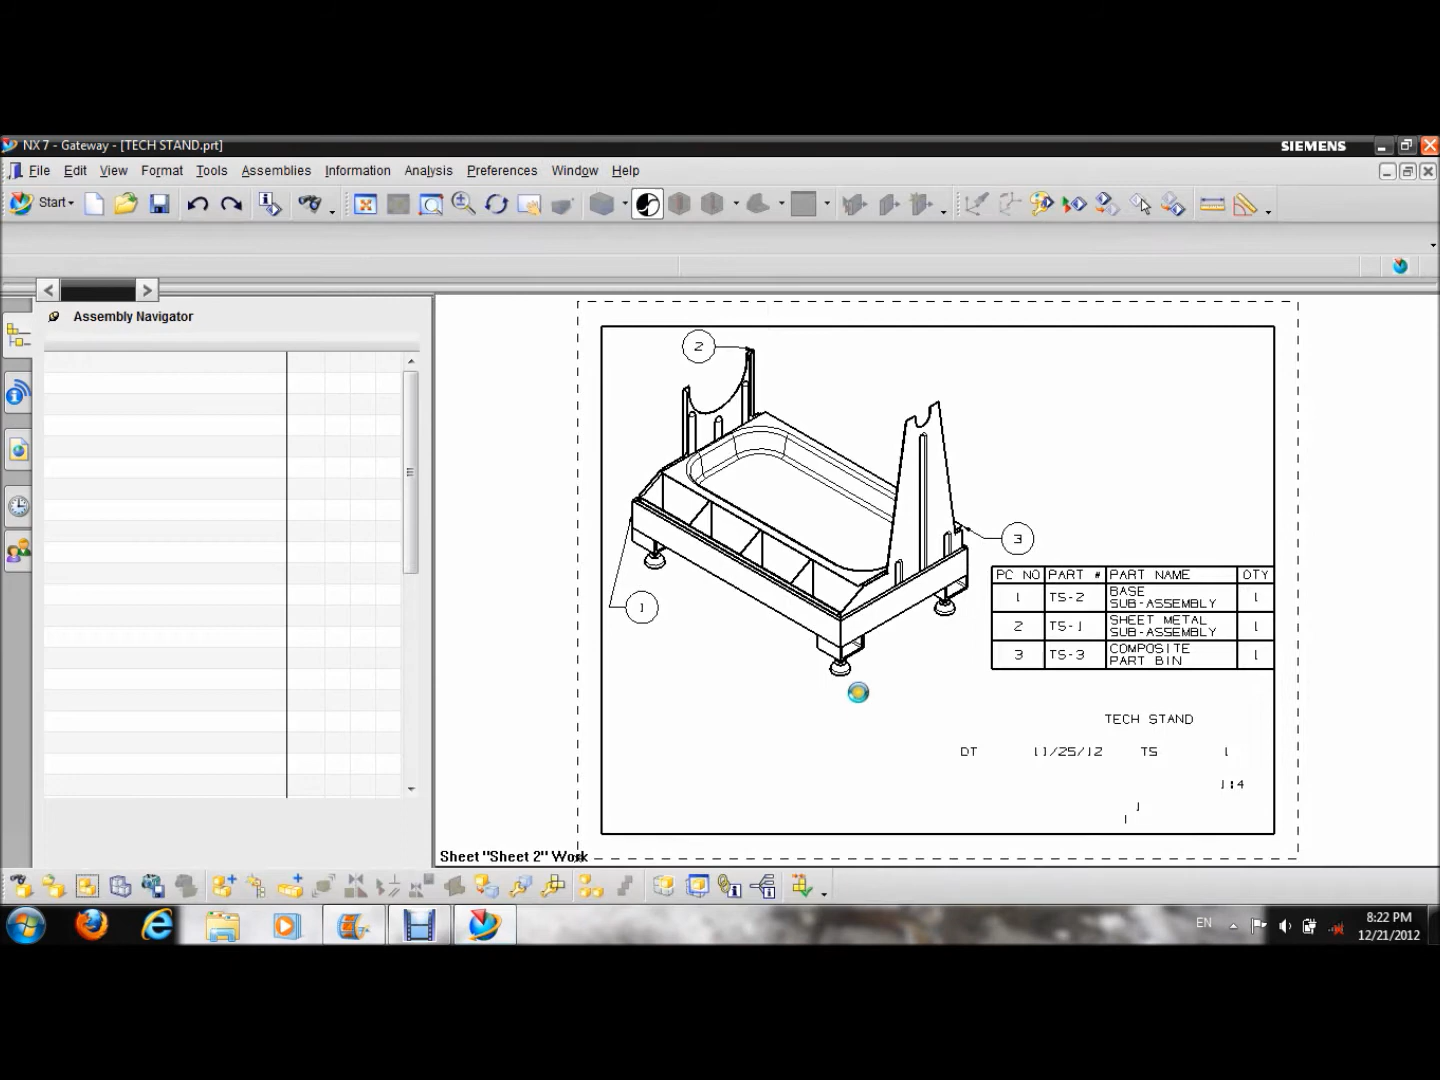 NX 7 - Gateway - [TECH STAND.prt]
SIEMENS
File Edit View Format Tools Assemblies Information Analysis Preferences Window Help
Start
Assembly Navigator
2
3
1
PC NO PART # PART NAME QTY
1 TS-2 BASE SUB-ASSEMBLY 1
2 TS-1 SHEET METAL SUB-ASSEMBLY 1
3 TS-3 COMPOSITE PART BIN 1
TECH STAND
DT 11/25/12 TS 1
1:4
1
1
Sheet "Sheet 2" Work
EN
8:22 PM
12/21/2012